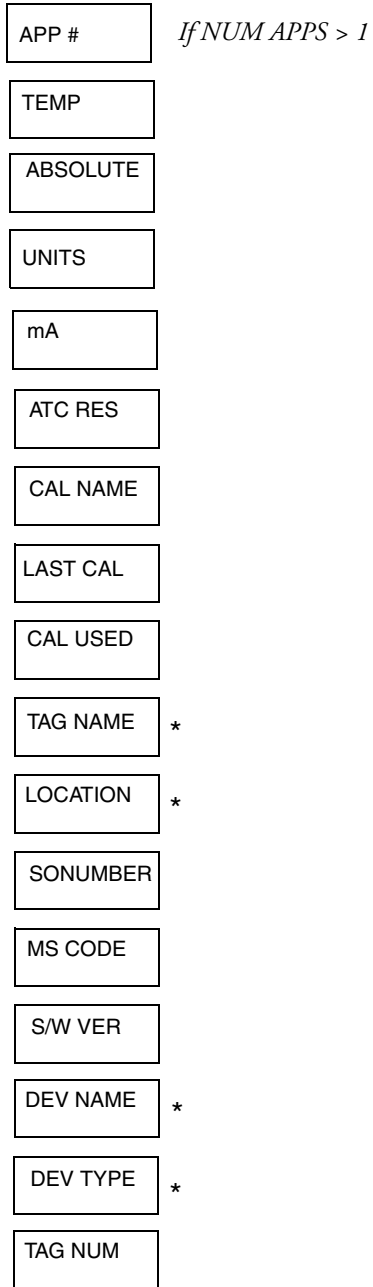 APP # If NUM APPS > 1
TEMP
ABSOLUTE
UNITS
mA
ATC RES
CAL NAME
LAST CAL
CAL USED
TAG NAME *
LOCATION *
SONUMBER
MS CODE
S/W VER
DEV NAME *
DEV TYPE *
TAG NUM